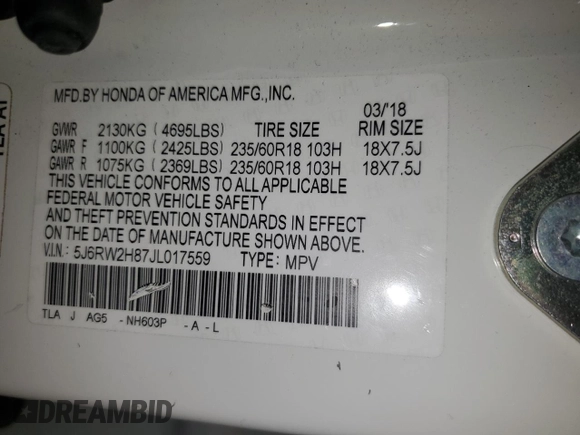 MFD.BY HONDA OF AMERICA MFG.,INC.
03/'18
GVWR 2130KG ( 4695LBS) TIRE SIZE RIM SIZE
GAWR F 1100KG ( 2425LBS) 235/60R18 103H 18X7.5J
GAWR R 1075KG ( 2369LBS) 235/60R18 103H 18X7.5J
THIS VEHICLE CONFORMS TO ALL APPLICABLE
FEDERAL MOTOR VEHICLE SAFETY
AND THEFT PREVENTION STANDARDS IN EFFECT
ON THE DATE OF MANUFACTURE SHOWN ABOVE.
V.I.N.: 5J6RW2H87JL017559 TYPE: MPV
TLA J AG5 -NH603P -A-L
TLA A1
DREAMBID